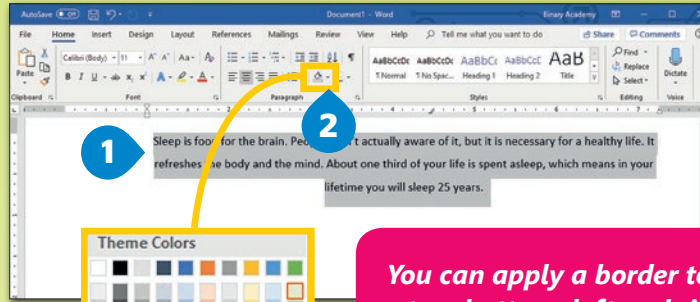 AutoSave
Document1 - Word
Binary Academy
File Home Insert Design Layout References Mailings Review View Help Tell me what you want to do Share Comments
Paste Calibri (Body) 11 A A Aa AaBbCcDc AaBbCcDc AaBbCc AaBbCcC AaB Find
B I U ab x x A A ¶ Normal ¶ No Spac... Heading 1 Heading 2 Title Replace Select Dictate
Clipboard Font Paragraph Styles Editing Voice
2
1
Sleep is food for the brain. actually aware of it, but it is necessary for a healthy life. It
refreshes the body and the mind. About one third of your life is spent asleep, which means in your
lifetime you will sleep 25 years.
Theme Colors
You can apply a border